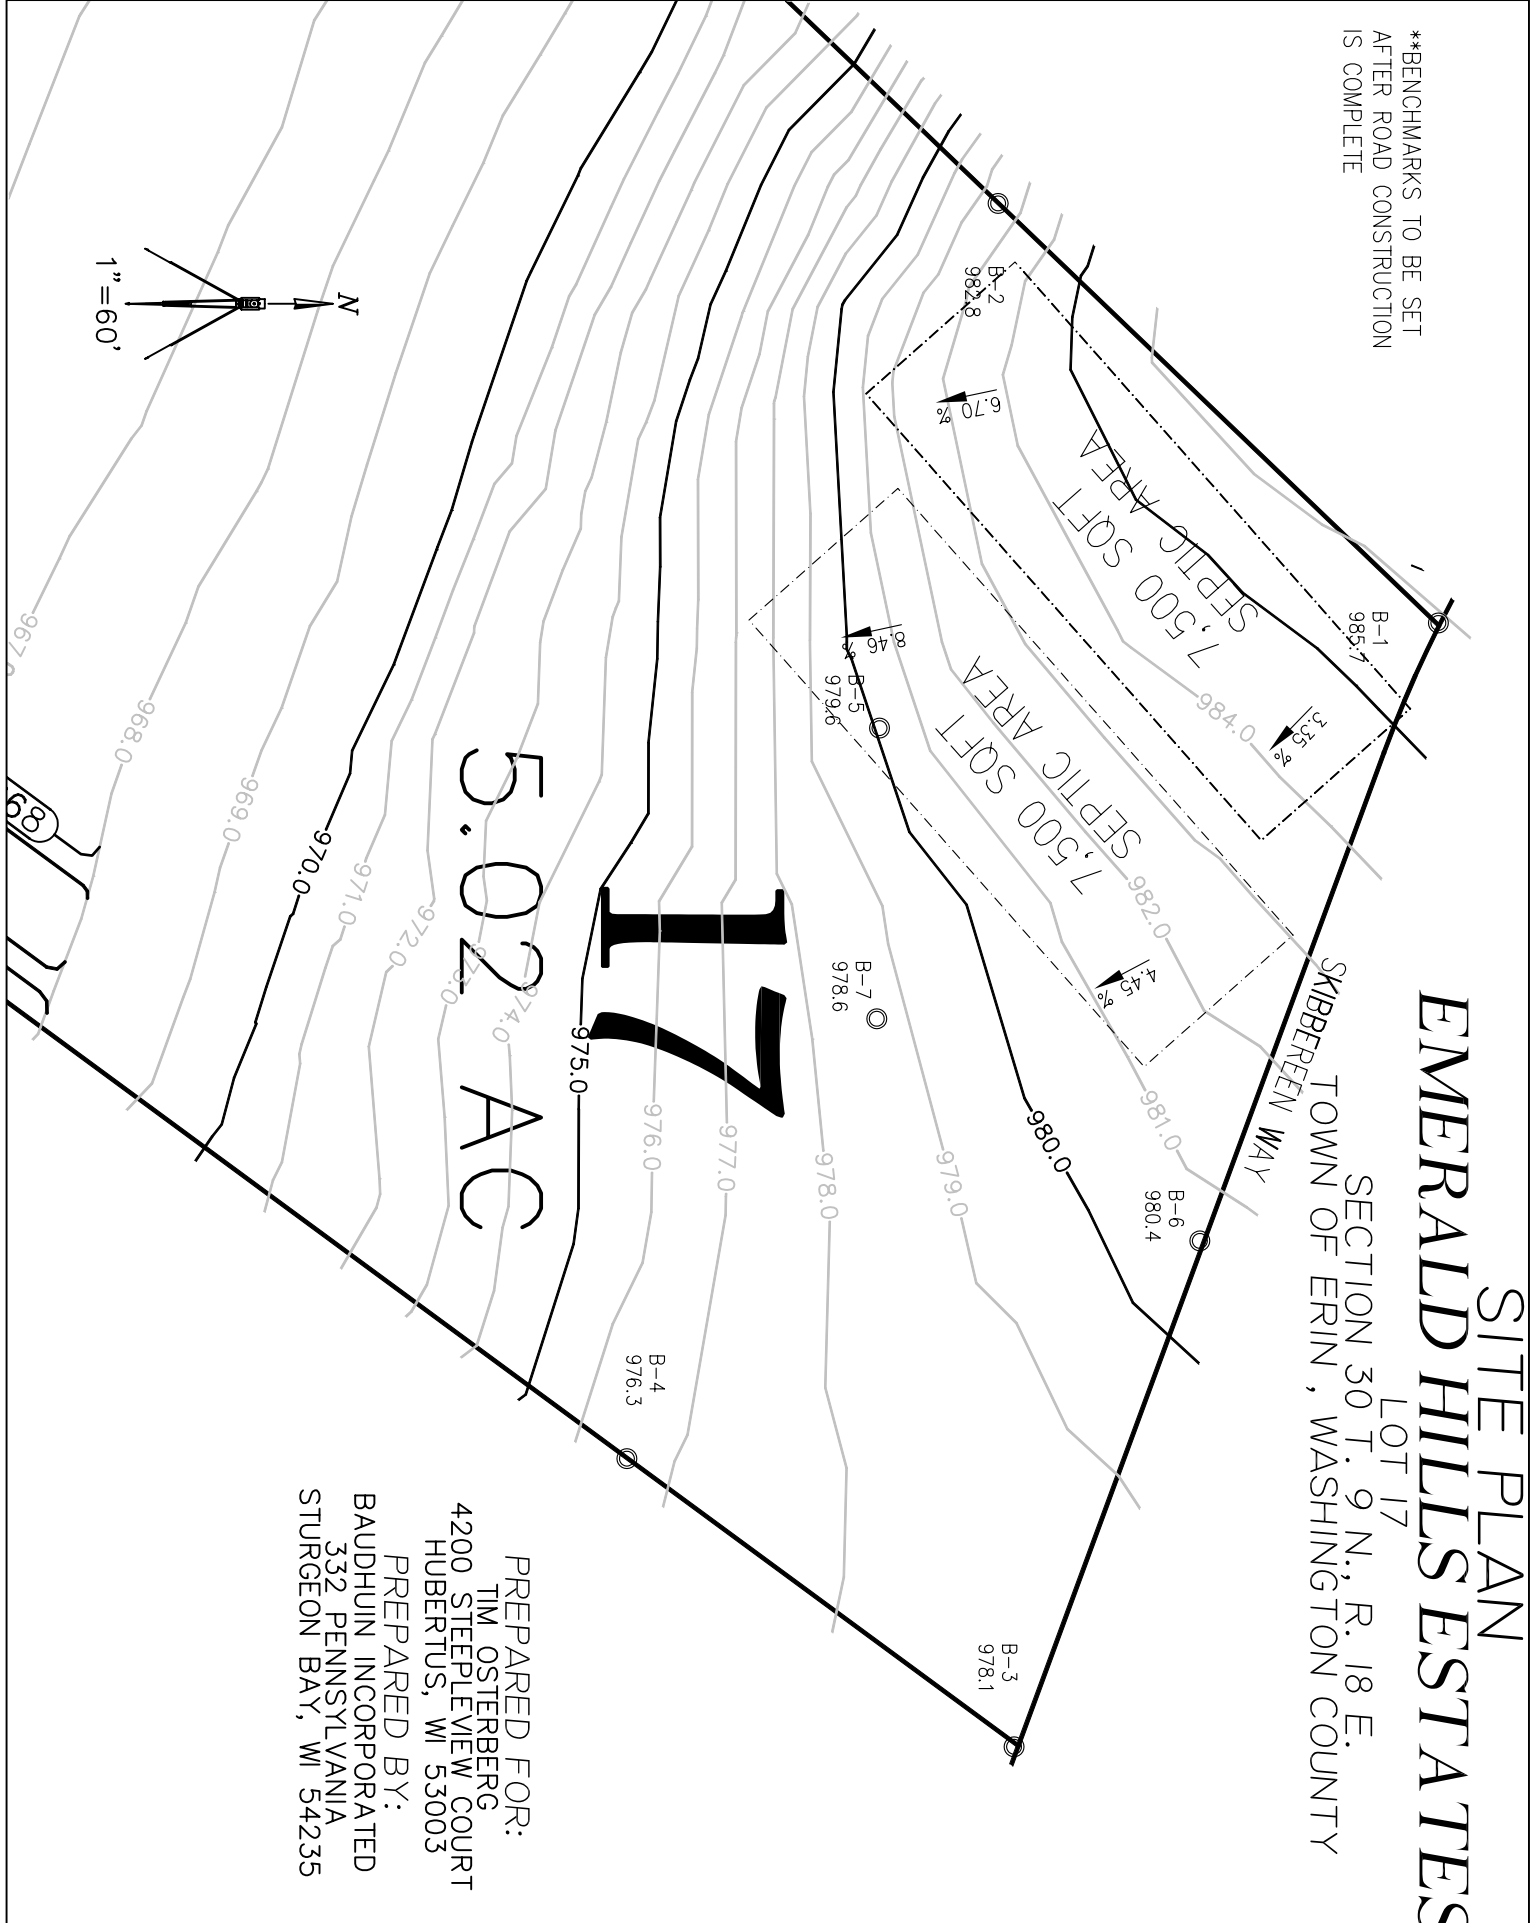 SITE PLAN
EMERALD HILLS ESTATES
LOT 17
SECTION 30 T. 9 N., R. 18 E.
TOWN OF ERIN , WASHINGTON COUNTY
**BENCHMARKS TO BE SET
AFTER ROAD CONSTRUCTION
IS COMPLETE
SKIBBEREEN WAY
B-1
985.7
3.35 %
984.0
7,500 SQFT
SEPTIC AREA
B-2
982.8
6.70 %
B-6
980.4
981.0
982.0
4.45 %
7,500 SQFT
SEPTIC AREA
8.46 %
B-3
978.1
980.0
979.0
B-7
978.6
B-5
979.6
978.0
977.0
976.0
B-4
976.3
17
975.0
5.02 AC
974.0
973.0
972.0
971.0
970.0
969.0
968.0
967.0
68
N
1"=60'
PREPARED FOR:
TIM OSTERBERG
4200 STEEPLEVIEW COURT
HUBERTUS, WI 53003
PREPARED BY:
BAUDHUIN INCORPORATED
332 PENNSYLVANIA
STURGEON BAY, WI 54235